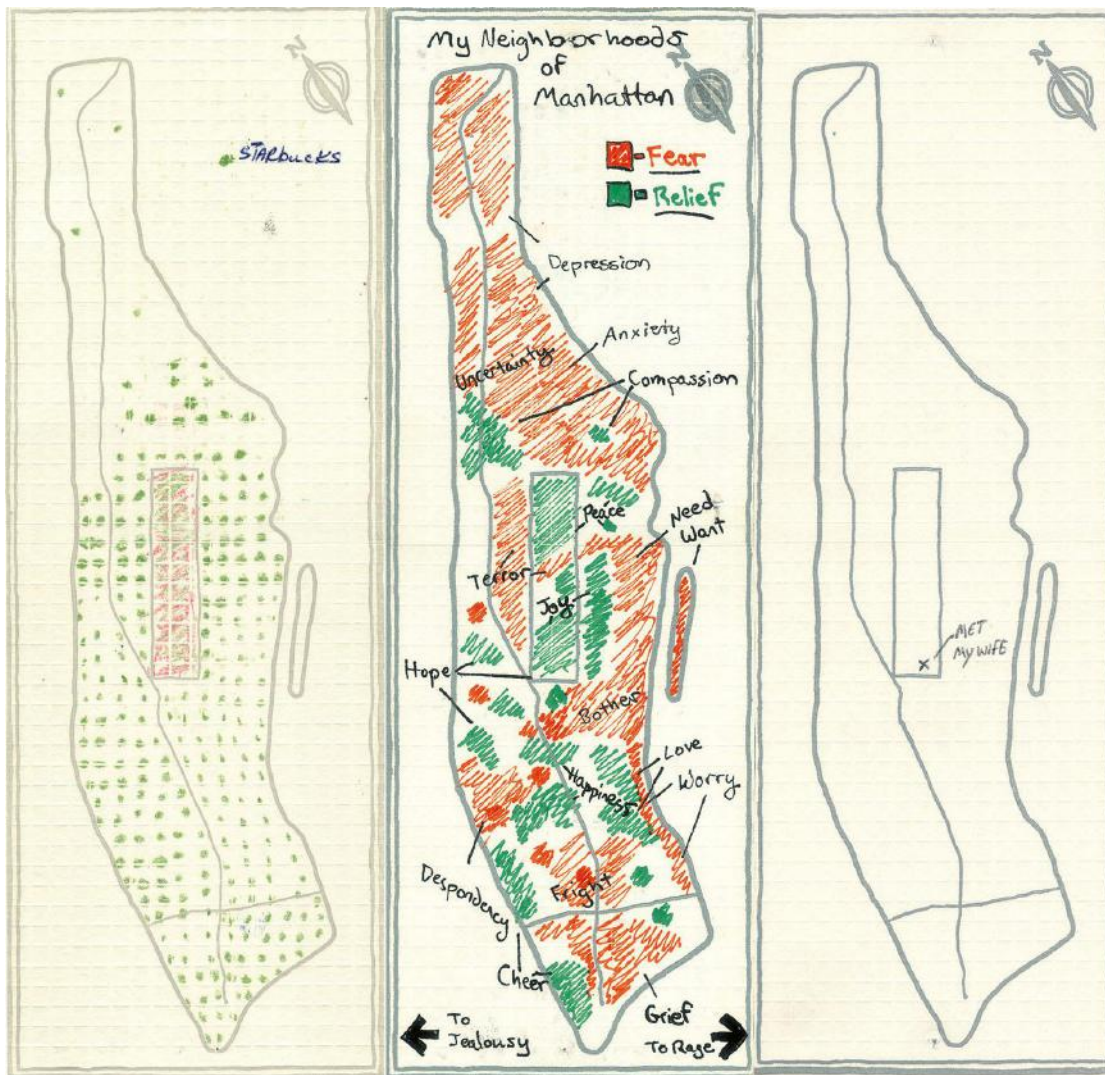 N
STARbucks
My Neighborhoods
of
Manhattan
N
Fear
Relief
Depression
Anxiety
Uncertainty
Compassion
Peace
Need
Want
Terror
Joy
Hope
Bother
Love
Happiness
Worry
Despondency
Fright
Cheer
Grief
To
Jealousy
To Rage
N
MET
MY WIFE